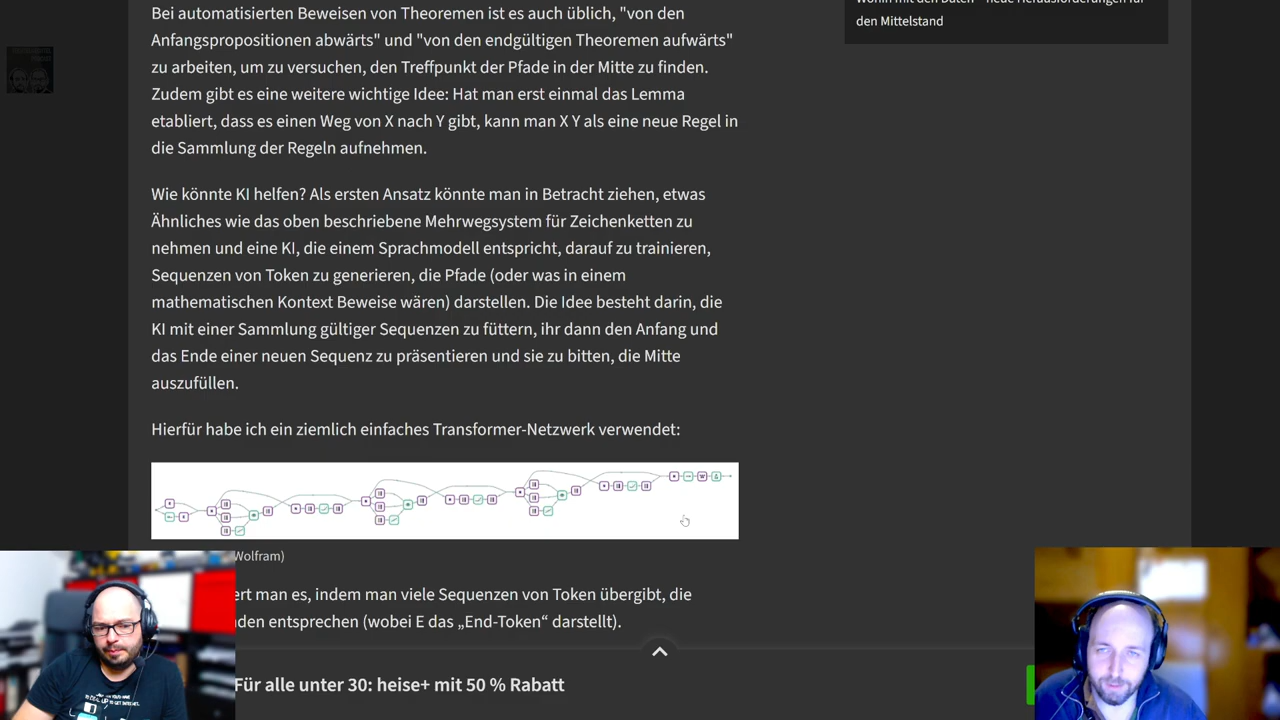 Bei automatisierten Beweisen von Theoremen ist es auch üblich, "von den
Anfangspropositionen abwärts" und "von den endgültigen Theoremen aufwärts"
zu arbeiten, um zu versuchen, den Treffpunkt der Pfade in der Mitte zu finden.
Zudem gibt es eine weitere wichtige Idee: Hat man erst einmal das Lemma
etabliert, dass es einen Weg von X nach Y gibt, kann man X Y als eine neue Regel in
die Sammlung der Regeln aufnehmen.
Wie könnte KI helfen? Als ersten Ansatz könnte man in Betracht ziehen, etwas
Ähnliches wie das oben beschriebene Mehrwegsystem für Zeichenketten zu
nehmen und eine KI, die einem Sprachmodell entspricht, darauf zu trainieren,
Sequenzen von Token zu generieren, die Pfade (oder was in einem
mathematischen Kontext Beweise wären) darstellen. Die Idee besteht darin, die
KI mit einer Sammlung gültiger Sequenzen zu füttern, ihr dann den Anfang und
das Ende einer neuen Sequenz zu präsentieren und sie zu bitten, die Mitte
auszufüllen.
Hierfür habe ich ein ziemlich einfaches Transformer-Netzwerk verwendet:
Wolfram)
ert man es, indem man viele Sequenzen von Token übergibt, die
nden entsprechen (wobei E das „End-Token“ darstellt).
Für alle unter 30: heise+ mit 50 % Rabatt
den Mittelstand